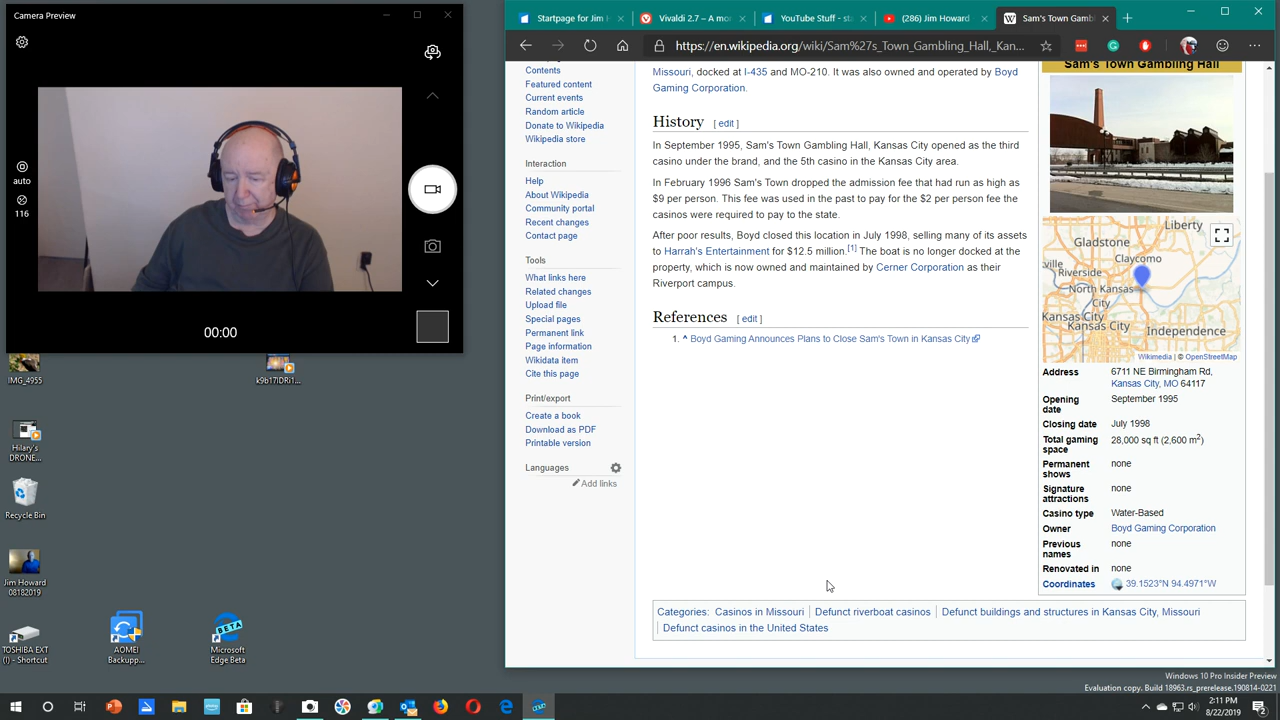 Camera Preview
auto
116
00:00
IMG_4955
k9b17IDRi1...
Hilary's
DRONE...
Recycle Bin
Jim Howard
08182019
TOSHIBA EXT
(I) - Shortcut
AOMEI
Backupp...
Microsoft
Edge Beta
Startpage for Jim H
Vivaldi 2.7 – A mo
YouTube Stuff - sta
(286) Jim Howard
Sam's Town Gambl
https://en.wikipedia.org/wiki/Sam%27s_Town_Gambling_Hall,_Kan...
Contents
Featured content
Current events
Random article
Donate to Wikipedia
Wikipedia store
Interaction
Help
About Wikipedia
Community portal
Recent changes
Contact page
Tools
What links here
Related changes
Upload file
Special pages
Permanent link
Page information
Wikidata item
Cite this page
Print/export
Create a book
Download as PDF
Printable version
Languages
Add links
Missouri, docked at I-435 and MO-210. It was also owned and operated by Boyd
Gaming Corporation.
History [ edit ]
In September 1995, Sam's Town Gambling Hall, Kansas City opened as the third
casino under the brand, and the 5th casino in the Kansas City area.
In February 1996 Sam's Town dropped the admission fee that had run as high as
$9 per person. This fee was used in the past to pay for the $2 per person fee the
casinos were required to pay to the state.
After poor results, Boyd closed this location in July 1998, selling many of its assets
to Harrah's Entertainment for $12.5 million.[1] The boat is no longer docked at the
property, which is now owned and maintained by Cerner Corporation as their
Riverport campus.
References [ edit ]
1. ^ Boyd Gaming Announces Plans to Close Sam's Town in Kansas City
Sam's Town Gambling Hall
Liberty
Gladstone
Claycomo
ville Riverside
North Kansas
City
Kansas City
Kansas City
Independence
Wikimedia | © OpenStreetMap
Address 6711 NE Birmingham Rd,
Kansas City, MO 64117
Opening September 1995
date
Closing date July 1998
Total gaming 28,000 sq ft (2,600 m2)
space
Permanent none
shows
Signature none
attractions
Casino type Water-Based
Owner Boyd Gaming Corporation
Previous none
names
Renovated in none
Coordinates 39.1523°N 94.4971°W
Categories: Casinos in Missouri | Defunct riverboat casinos | Defunct buildings and structures in Kansas City, Missouri
| Defunct casinos in the United States
Windows 10 Pro Insider Preview
Evaluation copy. Build 18963.rs_prerelease.190814-0221
2:11 PM
8/22/2019
2